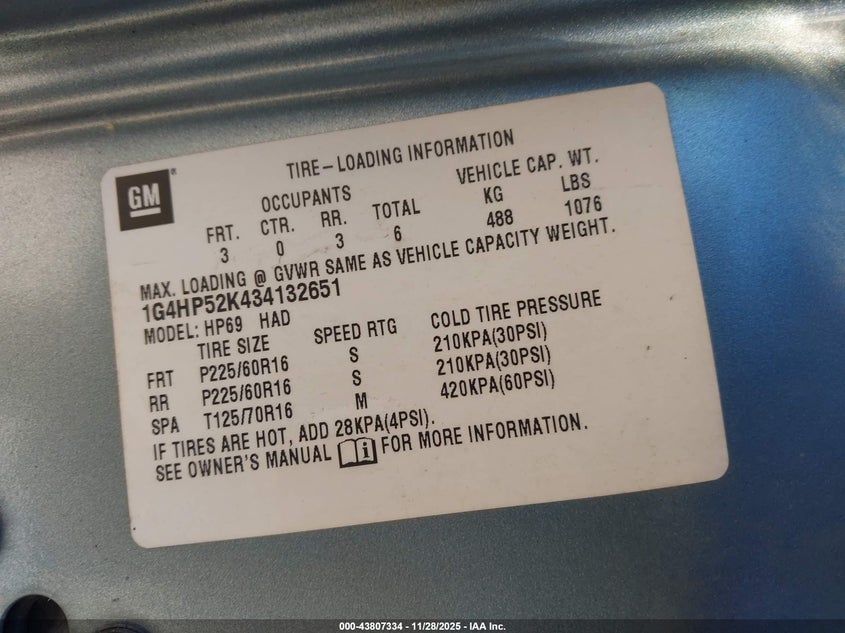 GM
TIRE-LOADING INFORMATION
OCCUPANTS VEHICLE CAP. WT.
FRT. CTR. RR. TOTAL KG LBS
3 0 3 6 488 1076
MAX. LOADING @ GVWR SAME AS VEHICLE CAPACITY WEIGHT.
1G4HP52K434132651
MODEL: HP69 HAD
TIRE SIZE SPEED RTG COLD TIRE PRESSURE
FRT P225/60R16 S 210KPA(30PSI)
RR P225/60R16 S 210KPA(30PSI)
SPA T125/70R16 M 420KPA(60PSI)
IF TIRES ARE HOT, ADD 28KPA(4PSI).
SEE OWNER'S MANUAL FOR MORE INFORMATION.
000-43807334 - 11/28/2025 - IAA Inc.